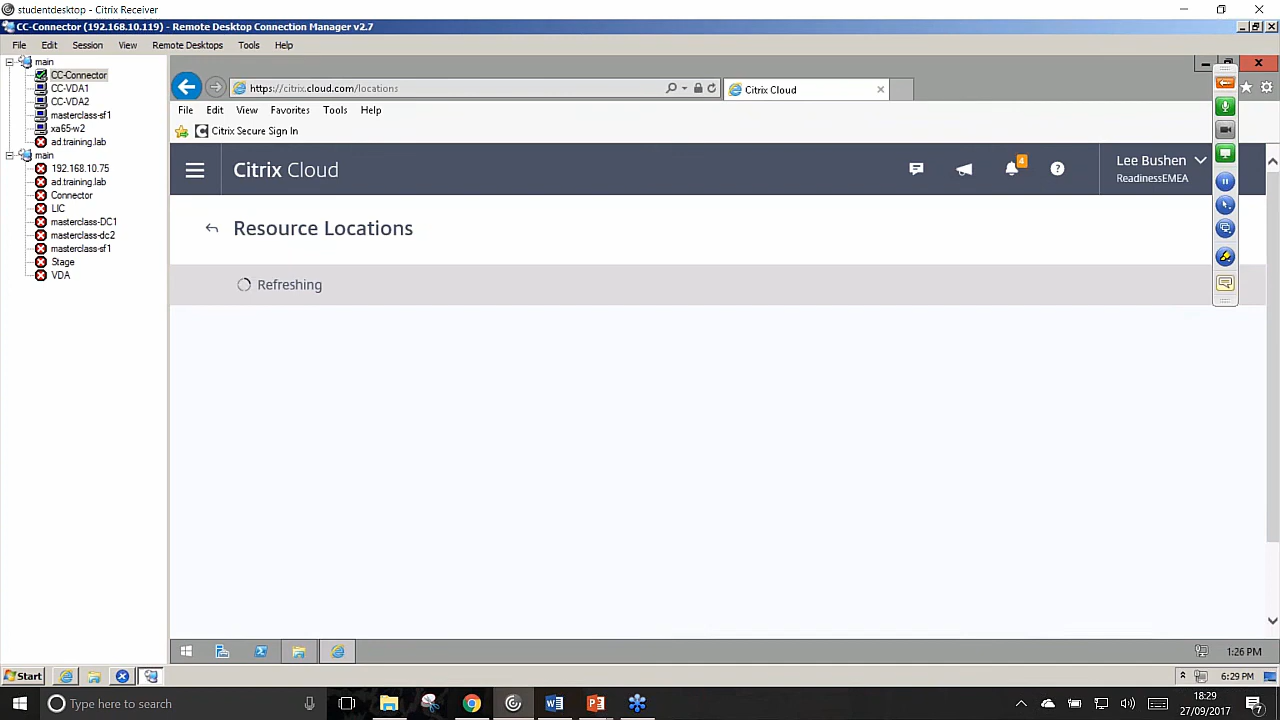 studentdesktop - Citrix Receiver
CC-Connector (192.168.10.119) - Remote Desktop Connection Manager v2.7
File Edit Session View Remote Desktops Tools Help
main
CC-Connector
CC-VDA1
CC-VDA2
masterclass-sf1
xa65-w2
ad.training.lab
main
192.168.10.75
ad.training.lab
Connector
LIC
masterclass-DC1
masterclass-dc2
masterclass-sf1
Stage
VDA
https://citrix.cloud.com/locations
Citrix Cloud
File Edit View Favorites Tools Help
Citrix Secure Sign In
Citrix Cloud
4
Lee Bushen
ReadinessEMEA
Resource Locations
Refreshing
1:26 PM
Start
6:29 PM
Type here to search
18:29
27/09/2017
7